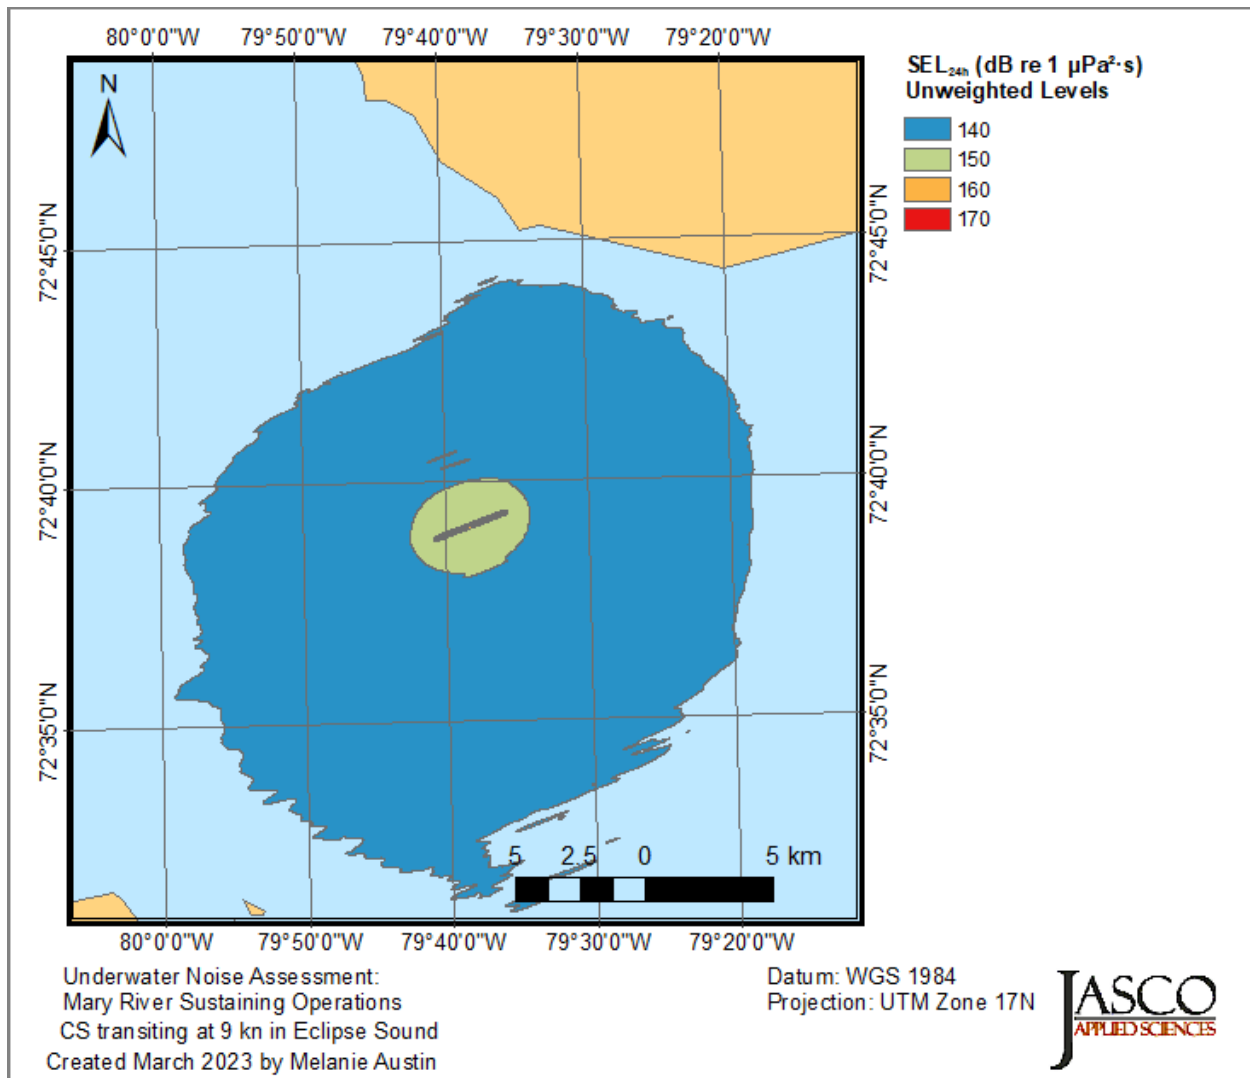 80°0'0"W 79°50'0"W 79°40'0"W 79°30'0"W 79°20'0"W
SEL24h (dB re 1 µPa²·s)
Unweighted Levels
140
150
160
170
N
72°45'0"N
72°45'0"N
72°40'0"N
72°40'0"N
72°35'0"N
72°35'0"N
5 2.5 0 5 km
80°0'0"W 79°50'0"W 79°40'0"W 79°30'0"W 79°20'0"W
Underwater Noise Assessment:
Mary River Sustaining Operations
CS transiting at 9 kn in Eclipse Sound
Created March 2023 by Melanie Austin
Datum: WGS 1984
Projection: UTM Zone 17N
JASCO
APPLIED SCIENCES